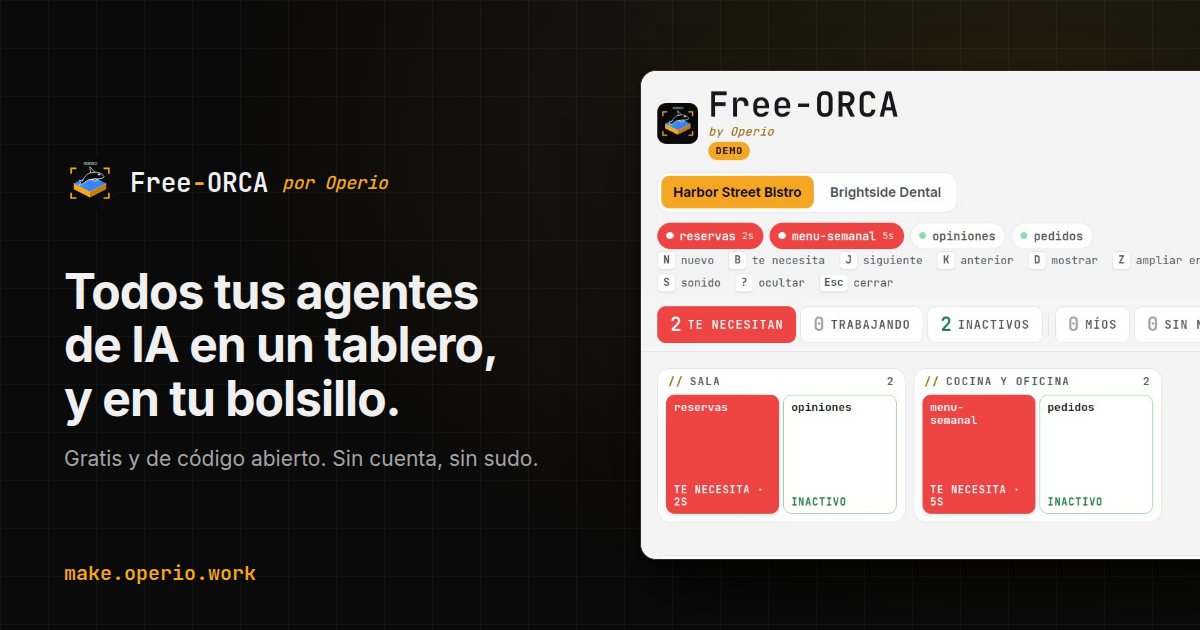 Free-ORCA por Operio
Todos tus agentes
de IA en un tablero,
y en tu bolsillo.
Gratis y de código abierto. Sin cuenta, sin sudo.
make.operio.work
Free-ORCA
by Operio
DEMO
Harbor Street Bistro Brightside Dental
reservas 2s menu-semanal 5s opiniones pedidos
N nuevo B te necesita J siguiente K anterior D mostrar Z ampliar
S sonido ? ocultar Esc cerrar
2 TE NECESITAN 0 TRABAJANDO 2 INACTIVOS 0 MÍOS 0 SIN
// SALA 2
reservas opiniones
TE NECESITA ·
2S
INACTIVO
// COCINA Y OFICINA 2
menu-
semanal
pedidos
TE NECESITA ·
5S
INACTIVO